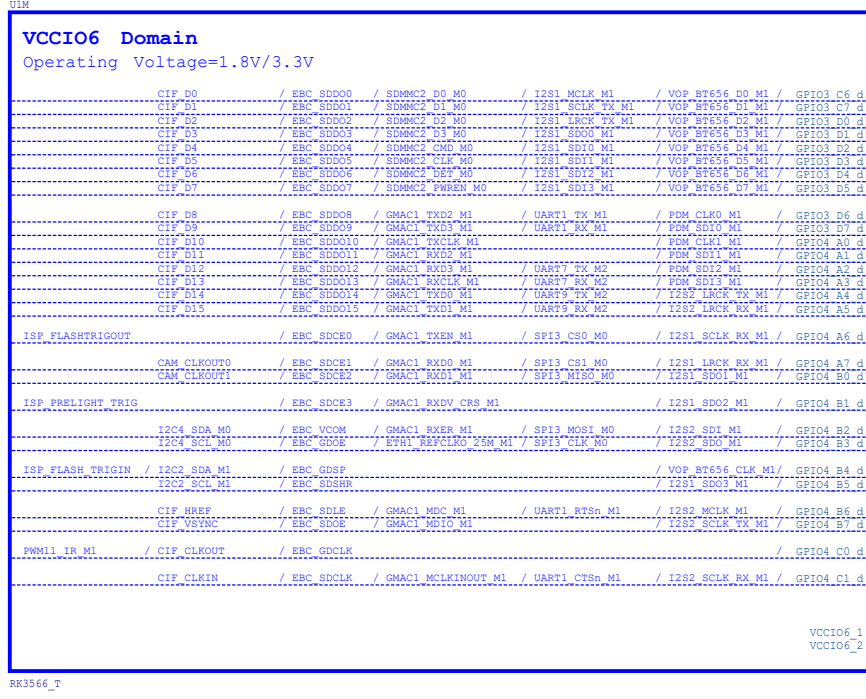 U1M
VCCIO6 Domain
Operating Voltage=1.8V/3.3V
CIF_D0 / EBC_SDDO0 / SDMMC2_D0_M0 / I2S1_MCLK_M1 / VOP_BT656_D0_M1 / GPIO3_C6_d
CIF_D1 / EBC_SDDO1 / SDMMC2_D1_M0 / I2S1_SCLK_TX_M1 / VOP_BT656_D1_M1 / GPIO3_C7_d
CIF_D2 / EBC_SDDO2 / SDMMC2_D2_M0 / I2S1_LRCK_TX_M1 / VOP_BT656_D2_M1 / GPIO3_D0_d
CIF_D3 / EBC_SDDO3 / SDMMC2_D3_M0 / I2S1_SDO0_M1 / VOP_BT656_D3_M1 / GPIO3_D1_d
CIF_D4 / EBC_SDDO4 / SDMMC2_CMD_M0 / I2S1_SDI0_M1 / VOP_BT656_D4_M1 / GPIO3_D2_d
CIF_D5 / EBC_SDDO5 / SDMMC2_CLK_M0 / I2S1_SDI1_M1 / VOP_BT656_D5_M1 / GPIO3_D3_d
CIF_D6 / EBC_SDDO6 / SDMMC2_DET_M0 / I2S1_SDI2_M1 / VOP_BT656_D6_M1 / GPIO3_D4_d
CIF_D7 / EBC_SDDO7 / SDMMC2_PWREN_M0 / I2S1_SDI3_M1 / VOP_BT656_D7_M1 / GPIO3_D5_d
CIF_D8 / EBC_SDDO8 / GMAC1_TXD2_M1 / UART1_TX_M1 / PDM_CLK0_M1 / GPIO3_D6_d
CIF_D9 / EBC_SDDO9 / GMAC1_TXD3_M1 / UART1_RX_M1 / PDM_SDI0_M1 / GPIO3_D7_d
CIF_D10 / EBC_SDDO10 / GMAC1_TXCLK_M1 / PDM_CLK1_M1 / GPIO4_A0_d
CIF_D11 / EBC_SDDO11 / GMAC1_RXD2_M1 / PDM_SDI1_M1 / GPIO4_A1_d
CIF_D12 / EBC_SDDO12 / GMAC1_RXD3_M1 / UART7_TX_M2 / PDM_SDI2_M1 / GPIO4_A2_d
CIF_D13 / EBC_SDDO13 / GMAC1_RXCLK_M1 / UART7_RX_M2 / PDM_SDI3_M1 / GPIO4_A3_d
CIF_D14 / EBC_SDDO14 / GMAC1_TXD0_M1 / UART9_TX_M2 / I2S2_LRCK_TX_M1 / GPIO4_A4_d
CIF_D15 / EBC_SDDO15 / GMAC1_TXD1_M1 / UART9_RX_M2 / I2S2_LRCK_RX_M1 / GPIO4_A5_d
ISP_FLASHTRIGOUT / EBC_SDCE0 / GMAC1_TXEN_M1 / SPI3_CS0_M0 / I2S1_SCLK_RX_M1 / GPIO4_A6_d
CAM_CLKOUT0 / EBC_SDCE1 / GMAC1_RXD0_M1 / SPI3_CS1_M0 / I2S1_LRCK_RX_M1 / GPIO4_A7_d
CAM_CLKOUT1 / EBC_SDCE2 / GMAC1_RXD1_M1 / SPI3_MISO_M0 / I2S1_SDO1_M1 / GPIO4_B0_d
ISP_PRELIGHT_TRIG / EBC_SDCE3 / GMAC1_RXDV_CRS_M1 / I2S1_SDO2_M1 / GPIO4_B1_d
I2C4_SDA_M0 / EBC_VCOM / GMAC1_RXER_M1 / SPI3_MOSI_M0 / I2S2_SDI_M1 / GPIO4_B2_d
I2C4_SCL_M0 / EBC_GDOE / ETH1_REFCLKO_25M_M1 / SPI3_CLK_M0 / I2S2_SDO_M1 / GPIO4_B3_d
ISP_FLASH_TRIGIN / I2C2_SDA_M1 / EBC_GDSP / VOP_BT656_CLK_M1/ GPIO4_B4_d
I2C2_SCL_M1 / EBC_SDSHR / I2S1_SDO3_M1 / GPIO4_B5_d
CIF_HREF / EBC_SDLE / GMAC1_MDC_M1 / UART1_RTSn_M1 / I2S2_MCLK_M1 / GPIO4_B6_d
CIF_VSYNC / EBC_SDOE / GMAC1_MDIO_M1 / I2S2_SCLK_TX_M1 / GPIO4_B7_d
PWM11_IR_M1 / CIF_CLKOUT / EBC_GDCLK / GPIO4_C0_d
CIF_CLKIN / EBC_SDCLK / GMAC1_MCLKINOUT_M1 / UART1_CTSn_M1 / I2S2_SCLK_RX_M1 / GPIO4_C1_d
VCCIO6_1
VCCIO6_2
RK3566_T